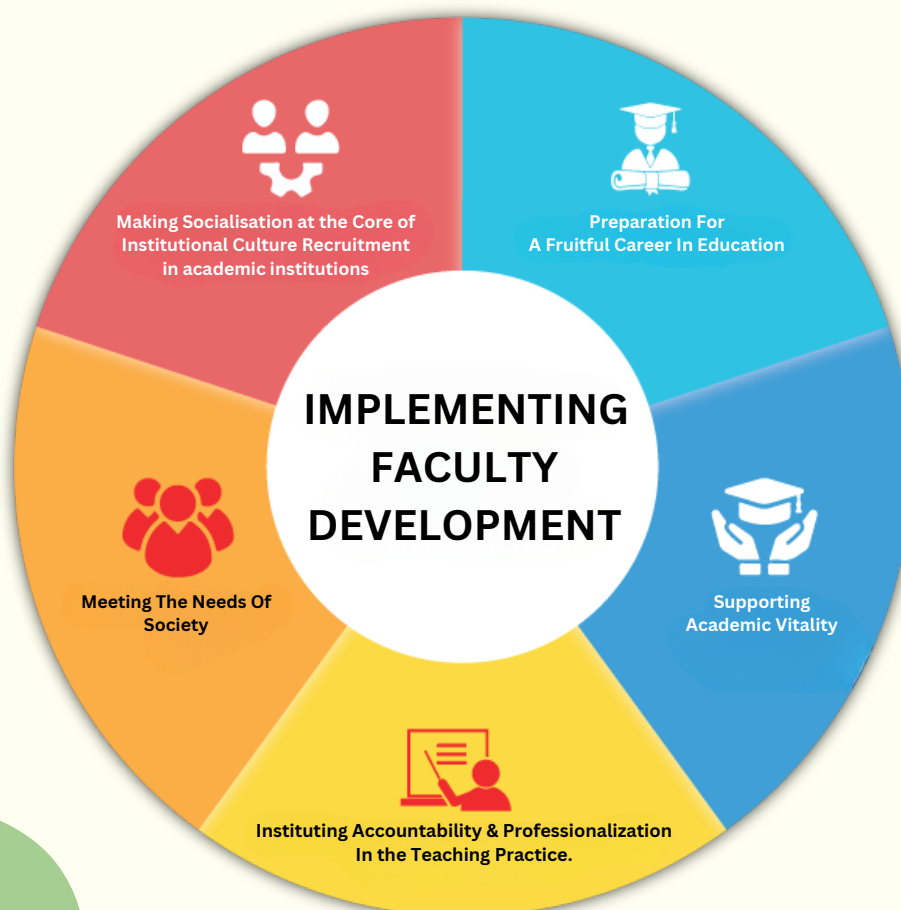 Making Socialisation at the Core of
Institutional Culture Recruitment
in academic institutions
Preparation For
A Fruitful Career In Education
IMPLEMENTING
FACULTY
DEVELOPMENT
Meeting The Needs Of
Society
Supporting
Academic Vitality
Instituting Accountability & Professionalization
In the Teaching Practice.